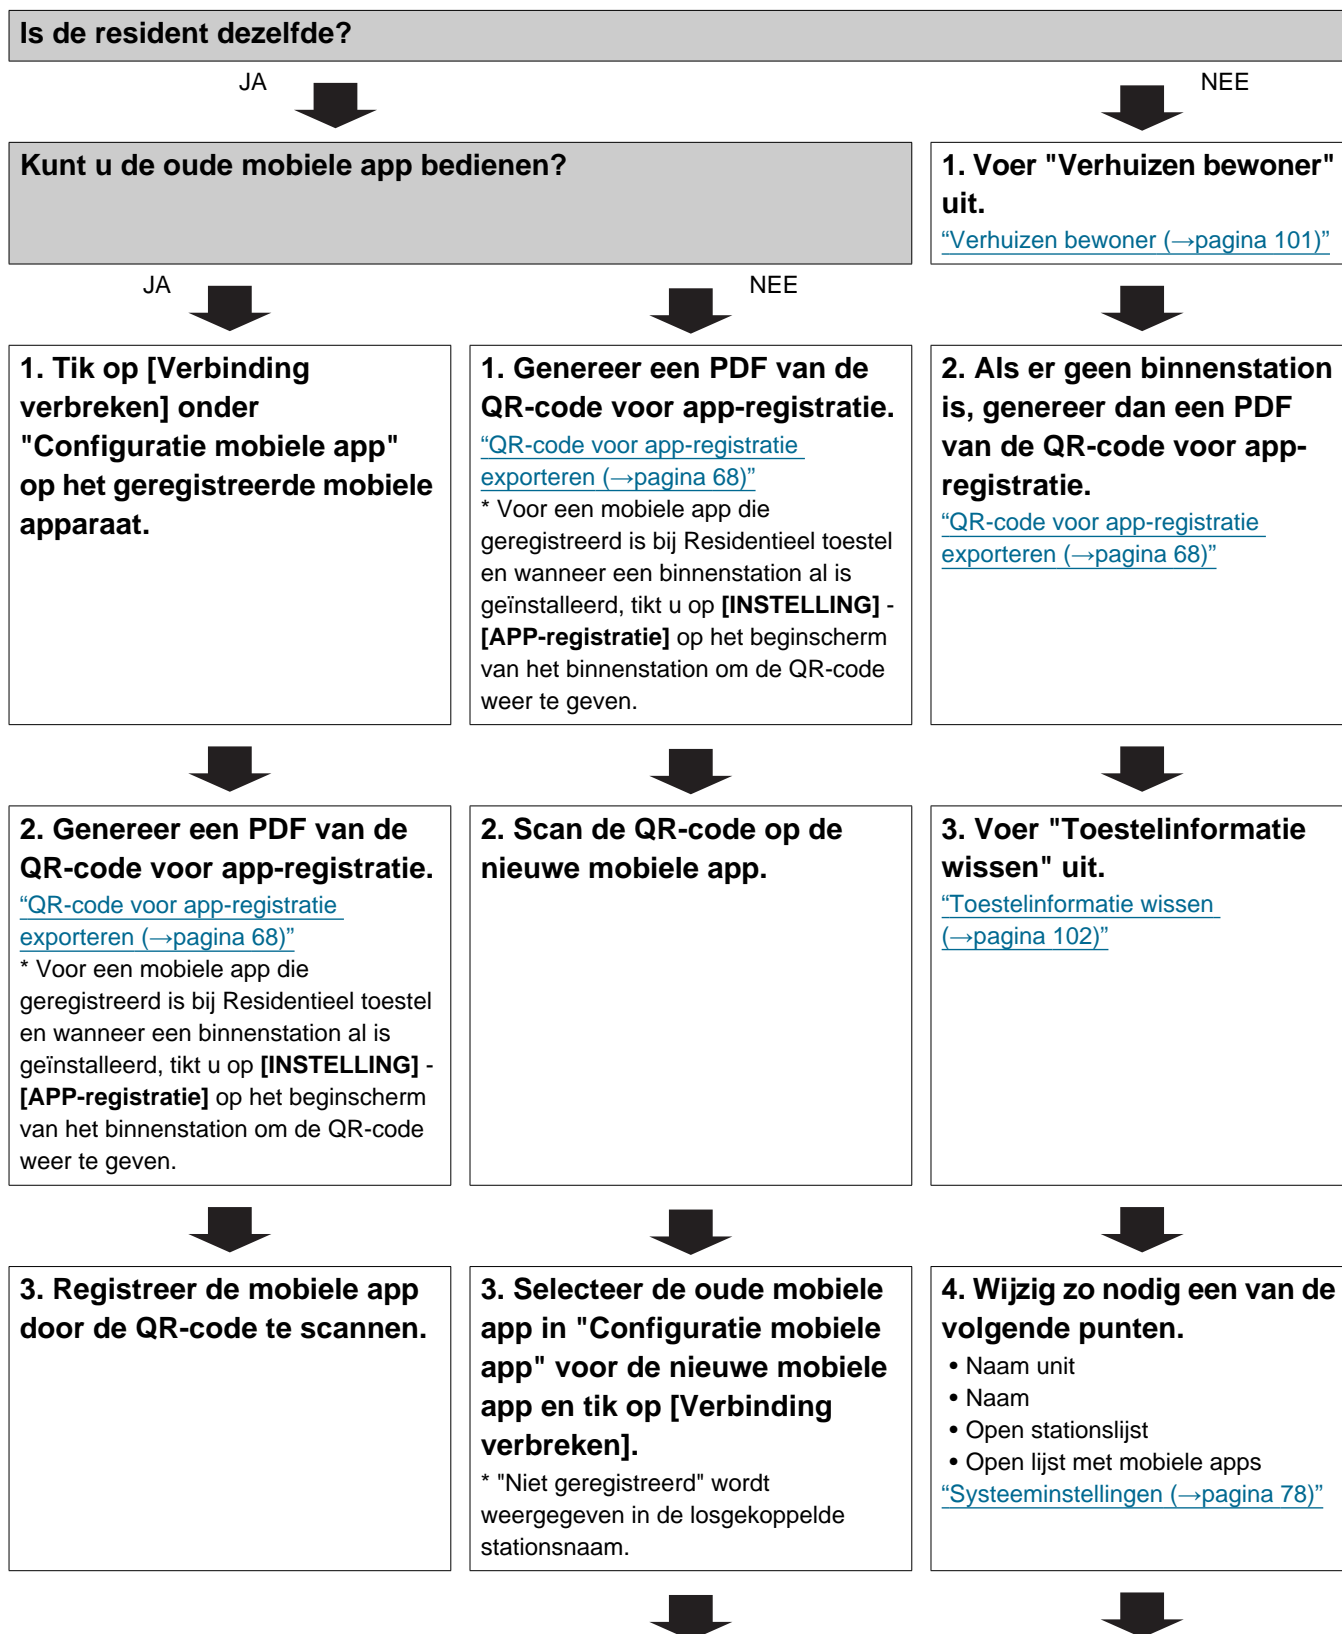 Is de resident dezelfde?
JA
NEE
Kunt u de oude mobiele app bedienen?
1. Voer "Verhuizen bewoner"
uit.
“Verhuizen bewoner (→pagina 101)”
JA
NEE
1. Tik op [Verbinding
verbreken] onder
"Configuratie mobiele app"
op het geregistreerde mobiele
apparaat.
1. Genereer een PDF van de
QR-code voor app-registratie.
“QR-code voor app-registratie
exporteren (→pagina 68)”
* Voor een mobiele app die
geregistreerd is bij Residentieel toestel
en wanneer een binnenstation al is
geïnstalleerd, tikt u op [INSTELLING] -
[APP-registratie] op het beginscherm
van het binnenstation om de QR-code
weer te geven.
2. Als er geen binnenstation
is, genereer dan een PDF
van de QR-code voor app-
registratie.
“QR-code voor app-registratie
exporteren (→pagina 68)”
2. Genereer een PDF van de
QR-code voor app-registratie.
“QR-code voor app-registratie
exporteren (→pagina 68)”
* Voor een mobiele app die
geregistreerd is bij Residentieel toestel
en wanneer een binnenstation al is
geïnstalleerd, tikt u op [INSTELLING] -
[APP-registratie] op het beginscherm
van het binnenstation om de QR-code
weer te geven.
2. Scan de QR-code op de
nieuwe mobiele app.
3. Voer "Toestelinformatie
wissen" uit.
“Toestelinformatie wissen
(→pagina 102)”
3. Registreer de mobiele app
door de QR-code te scannen.
3. Selecteer de oude mobiele
app in "Configuratie mobiele
app" voor de nieuwe mobiele
app en tik op [Verbinding
verbreken].
* "Niet geregistreerd" wordt
weergegeven in de losgekoppelde
stationsnaam.
4. Wijzig zo nodig een van de
volgende punten.
• Naam unit
• Naam
• Open stationslijst
• Open lijst met mobiele apps
“Systeeminstellingen (→pagina 78)”